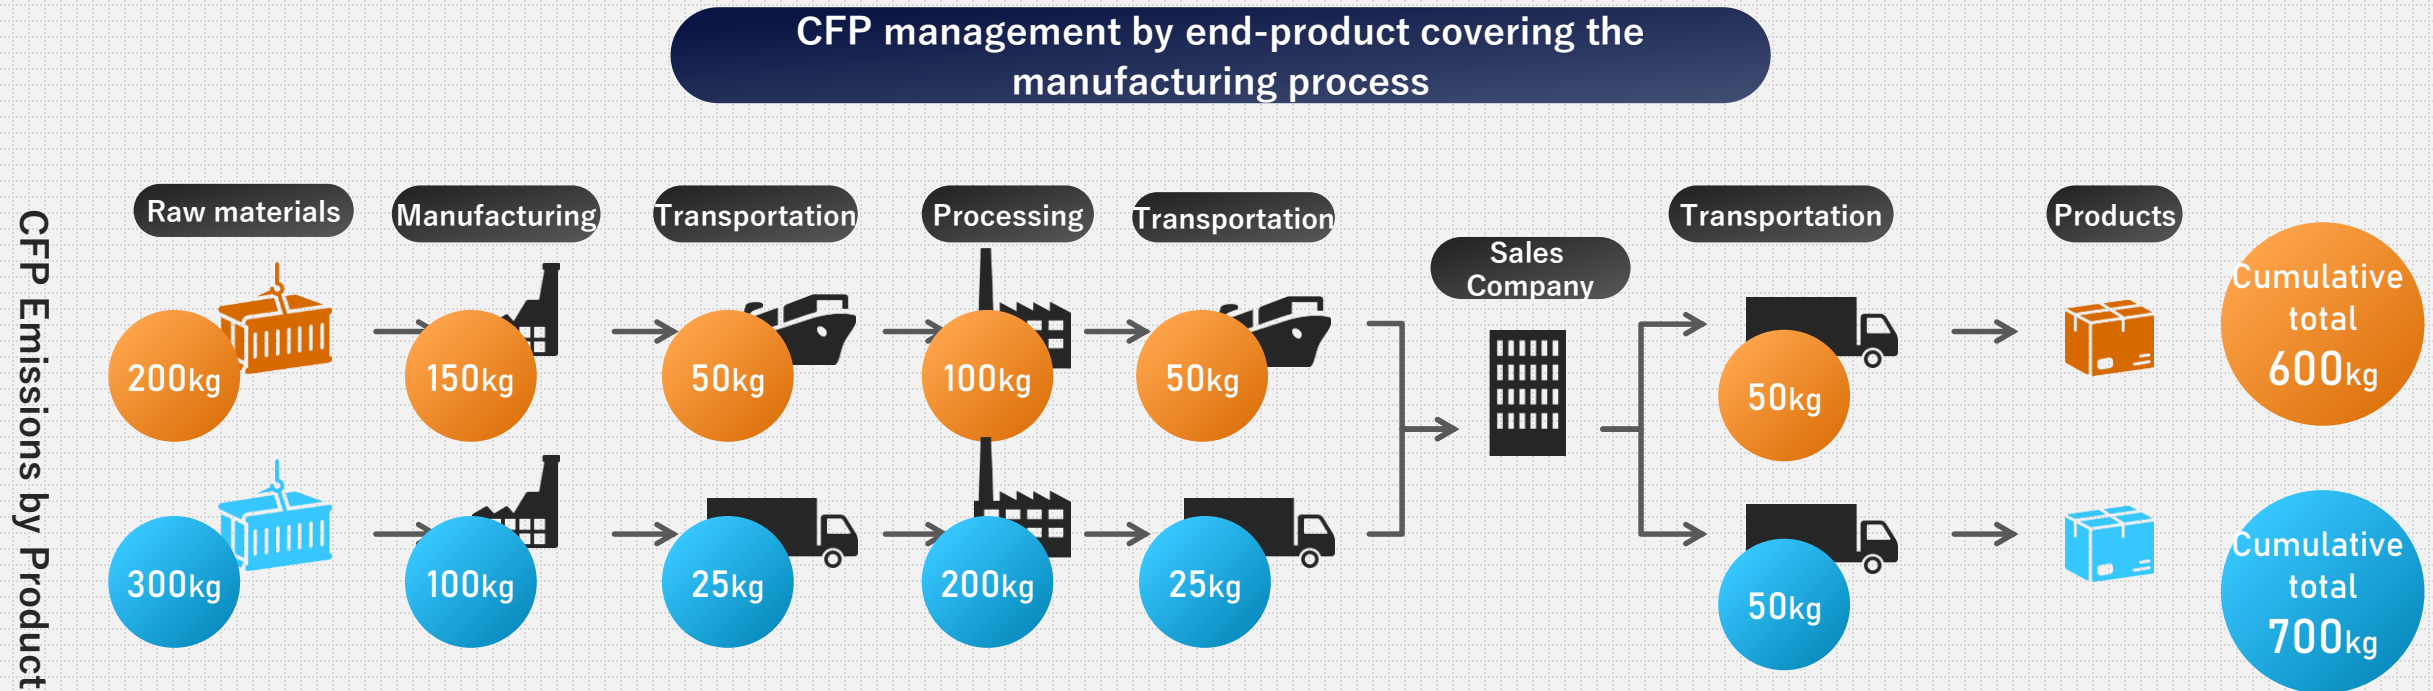 CFP management by end-product covering the
manufacturing process
CFP Emissions by Product
Raw materials
Manufacturing
Transportation
Processing
Transportation
Sales
Company
Transportation
Products
200kg
150kg
50kg
100kg
50kg
50kg
Cumulative
total
600kg
300kg
100kg
25kg
200kg
25kg
50kg
Cumulative
total
700kg